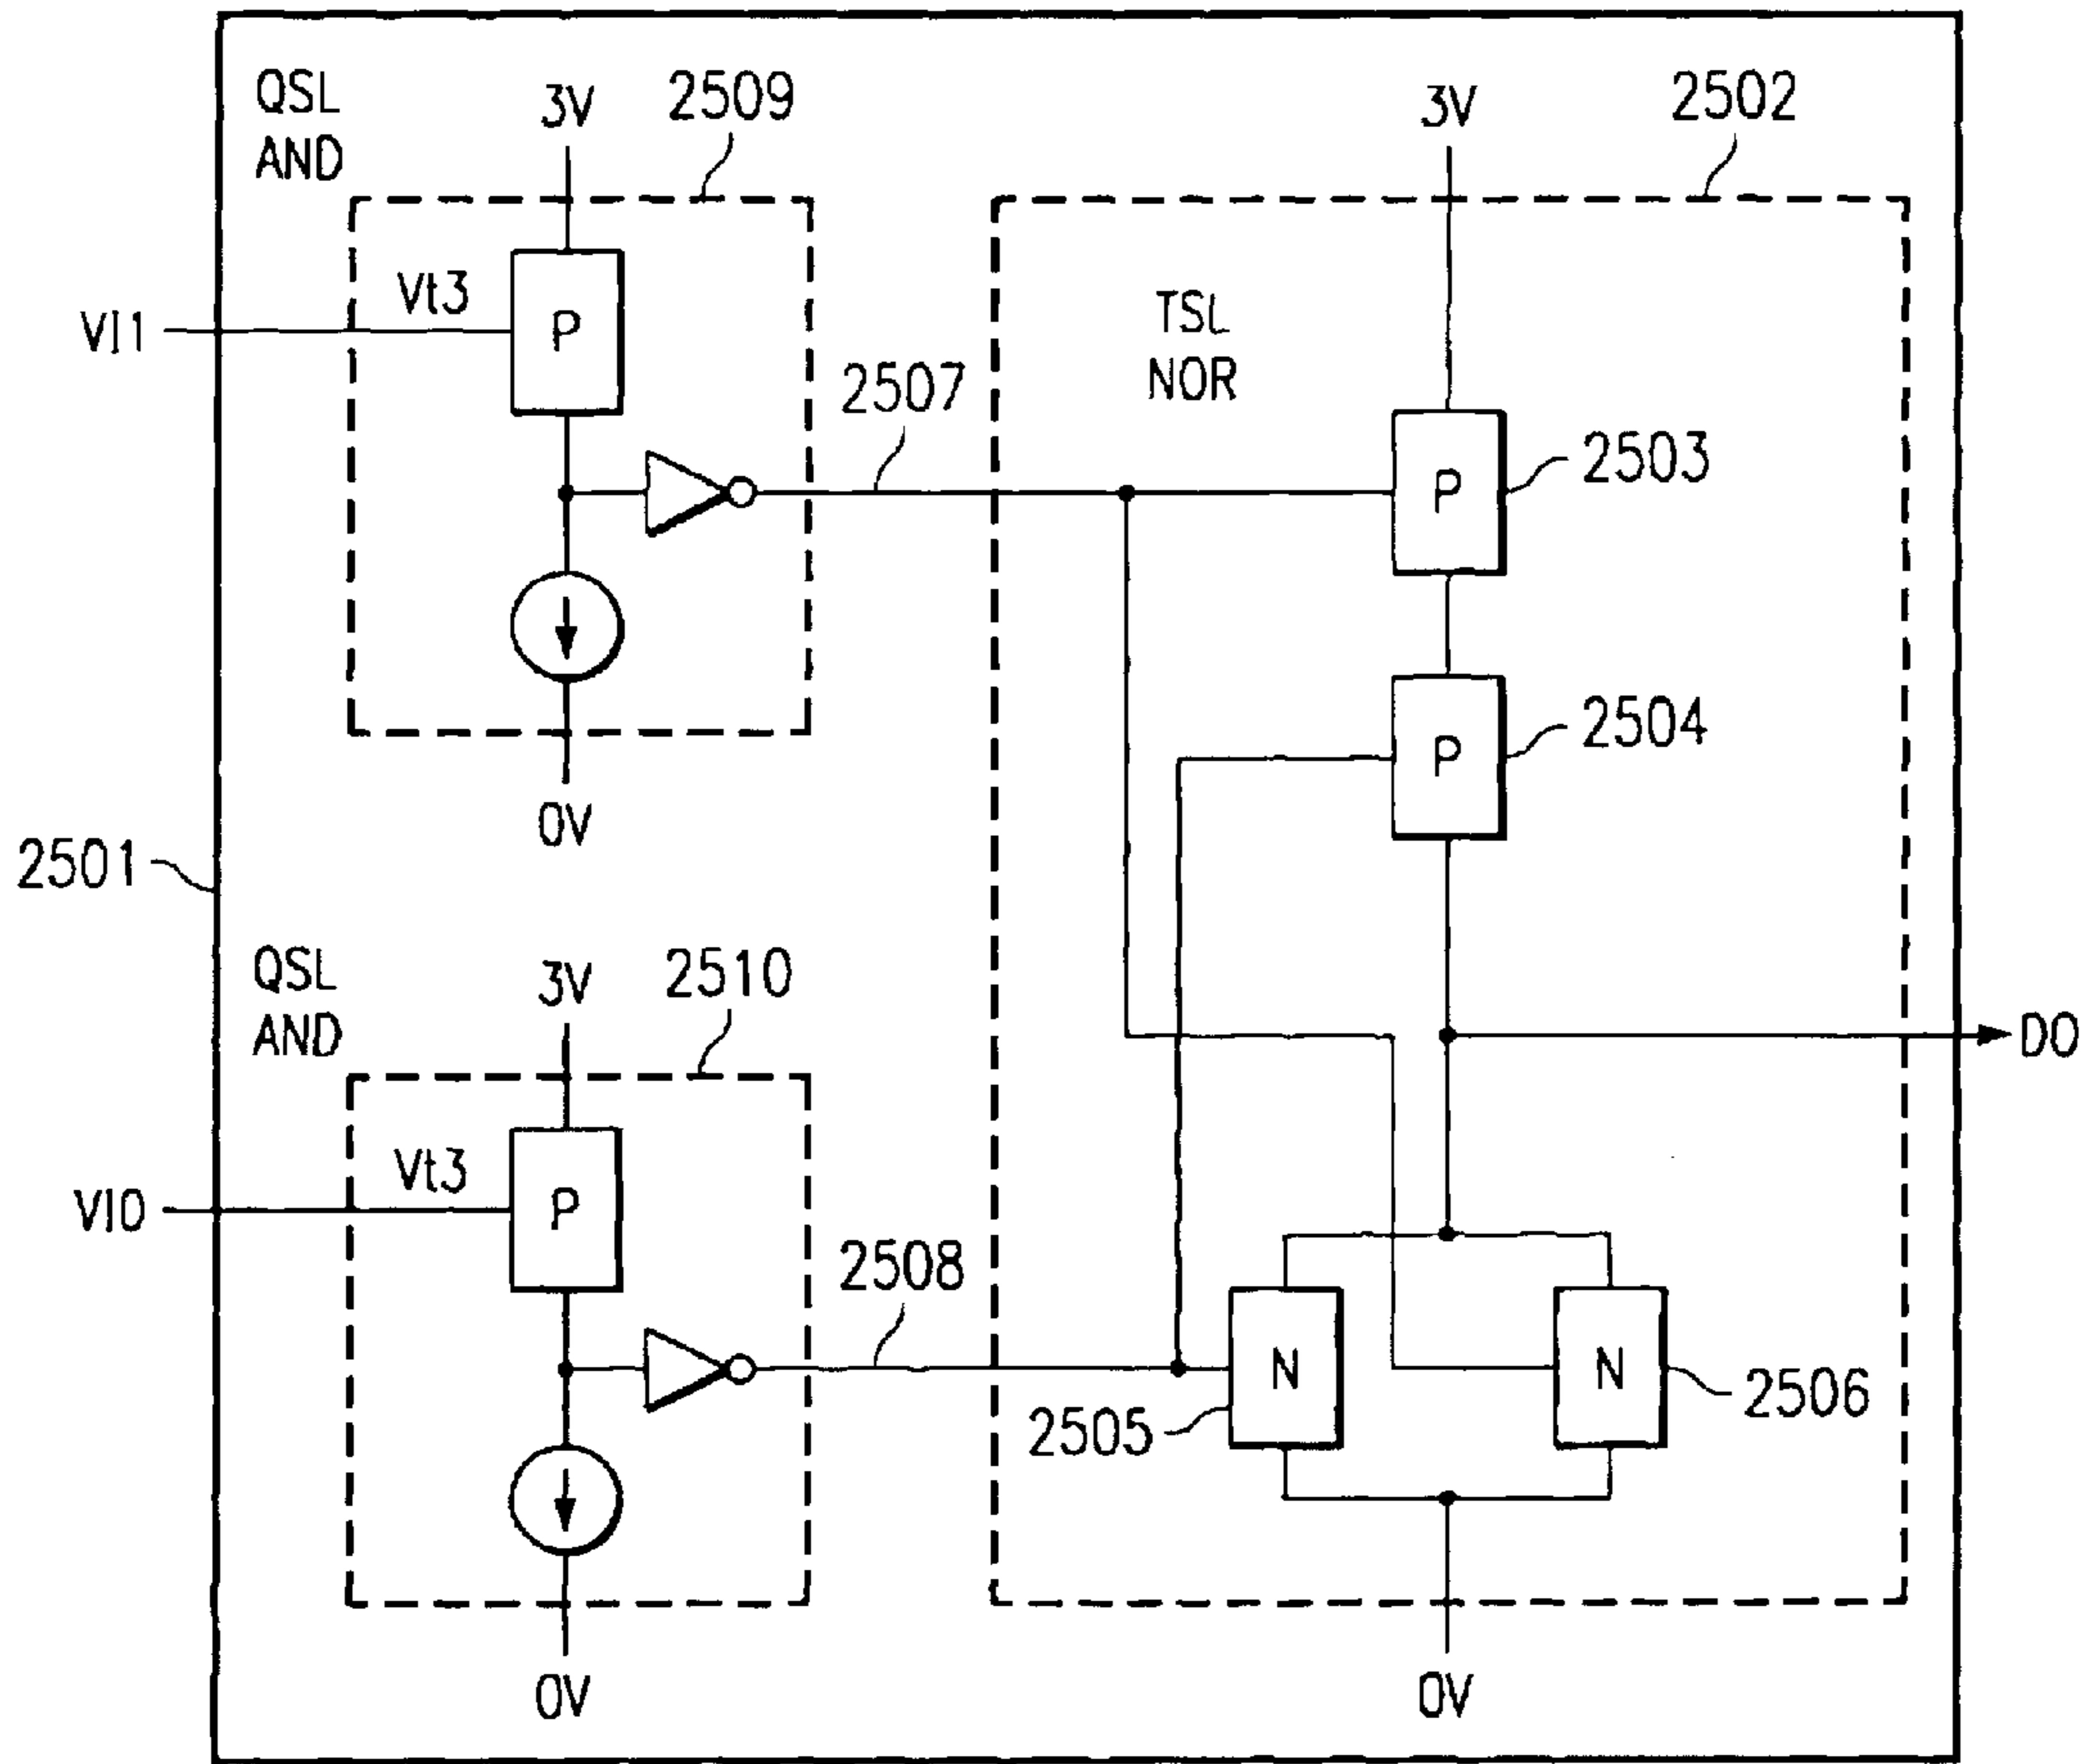 QSL
AND
3V
2509
3V
2502
Vt3
VI1
P
TSL
NOR
2507
P
2503
P
2504
0V
2501
QSL
AND
3V
2510
DO
Vt3
VI0
P
2508
N
N
2505
2506
0V
0V